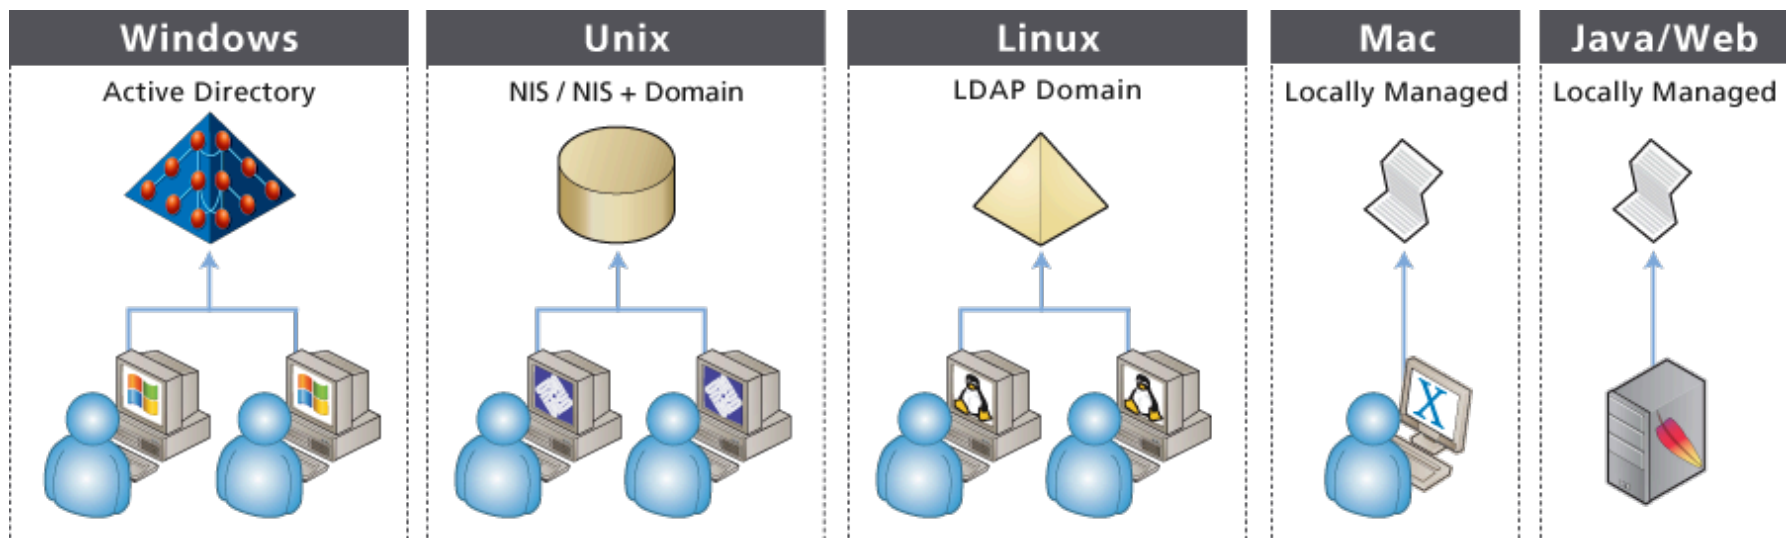 Windows
Active Directory
Unix
NIS / NIS + Domain
Linux
LDAP Domain
Mac
Locally Managed
Java/Web
Locally Managed